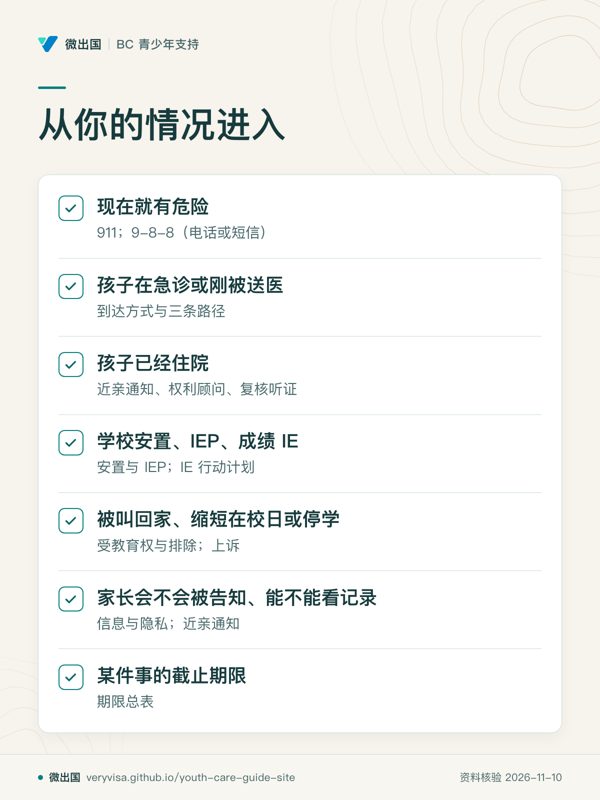 微出国 | BC 青少年支持
从你的情况进入
现在就有危险
911；9-8-8（电话或短信）
孩子在急诊或刚被送医
到达方式与三条路径
孩子已经住院
近亲通知、权利顾问、复核听证
学校安置、IEP、成绩 IE
安置与 IEP；IE 行动计划
被叫回家、缩短在校日或停学
受教育权与排除；上诉
家长会不会被告知、能不能看记录
信息与隐私；近亲通知
某件事的截止期限
期限总表
微出国 veryvisa.github.io/youth-care-guide-site
资料核验 2026-11-10